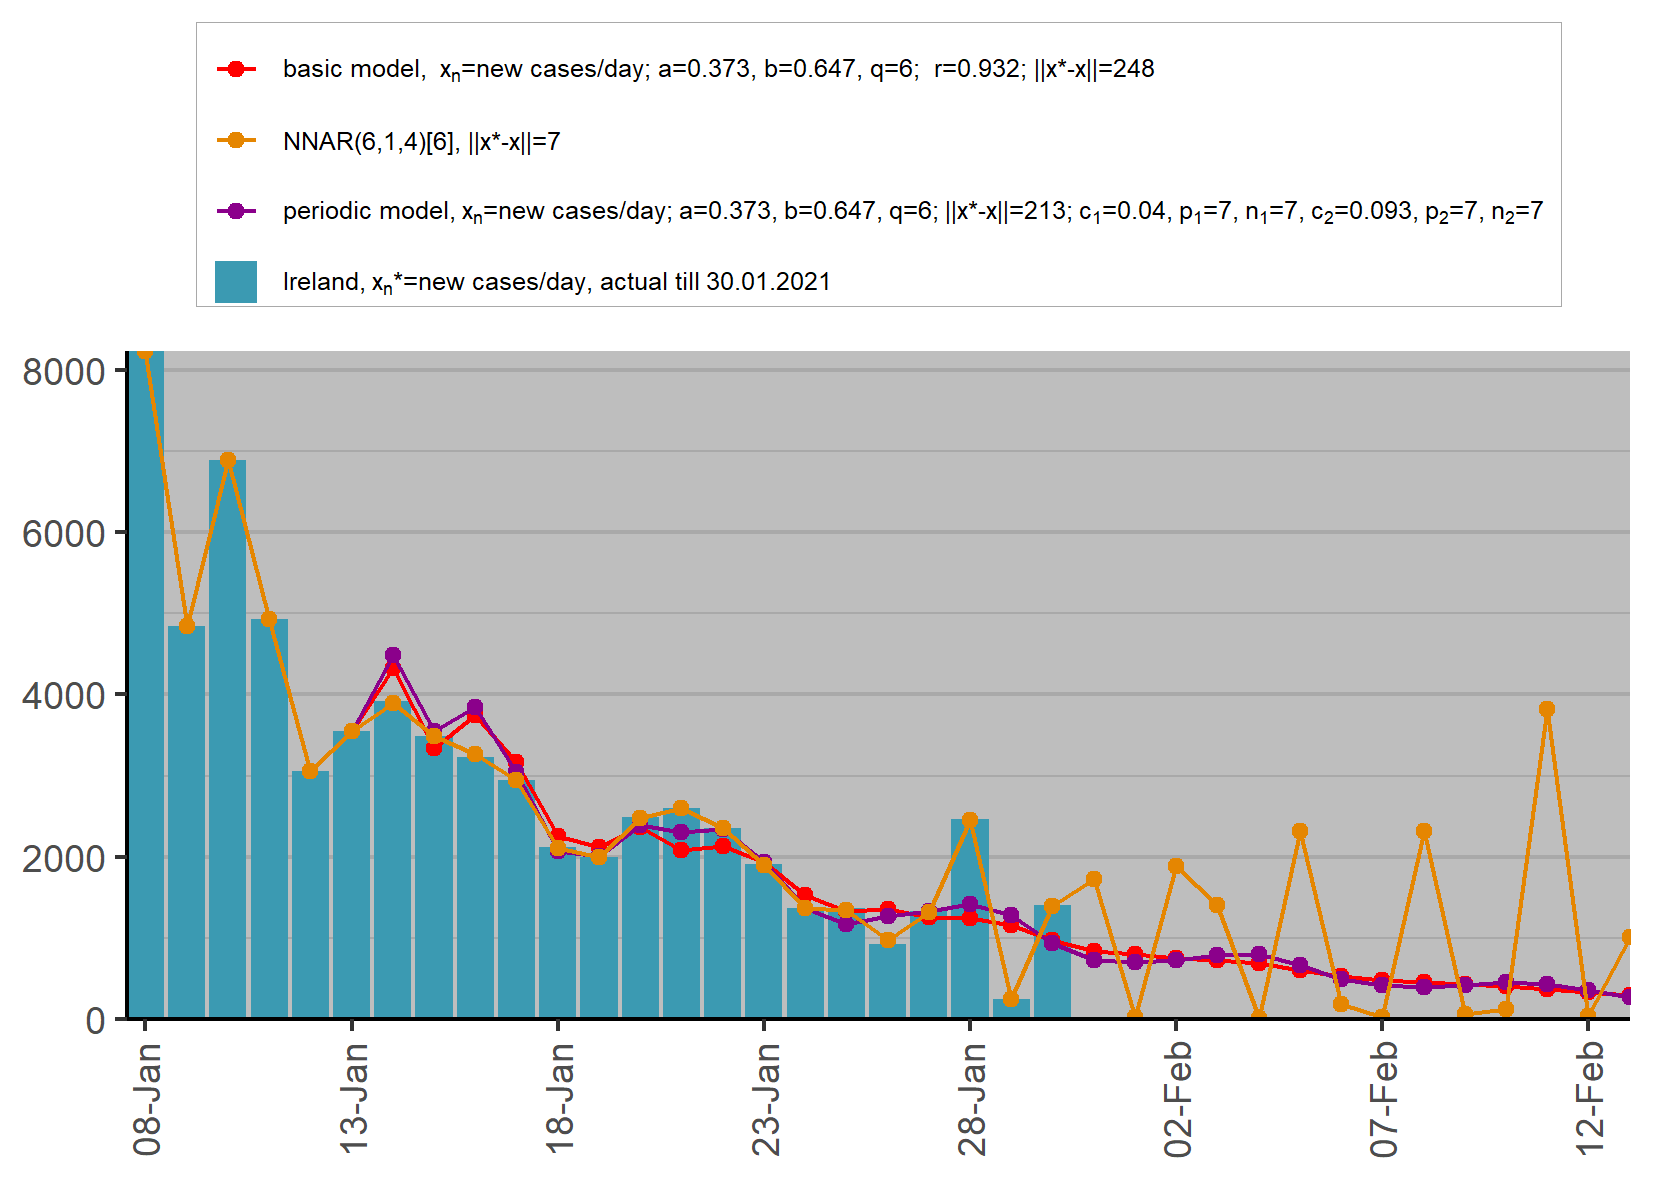 basic model,  xn=new cases/day; a=0.373, b=0.647, q=6;  r=0.932; ||x*-x||=248
NNAR(6,1,4)[6], ||x*-x||=7
periodic model, xn=new cases/day; a=0.373, b=0.647, q=6; ||x*-x||=213; c1=0.04, p1=7, n1=7, c2=0.093, p2=7, n2=7
Ireland, xn*=new cases/day, actual till 30.01.2021
8000
6000
4000
2000
0
08-Jan
13-Jan
18-Jan
23-Jan
28-Jan
02-Feb
07-Feb
12-Feb